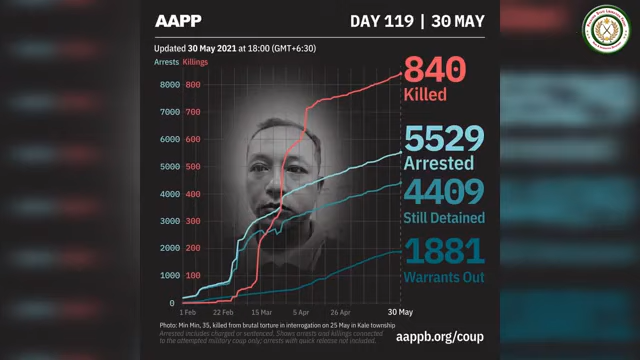 AAPP
DAY 119 | 30 MAY
Updated 30 May 2021 at 18:00 (GMT+6:30)
Arrests Killings
8000 800
7000 700
6000 600
5000 500
4000 400
3000 300
2000 200
1000 100
0 0
1 Feb 22 Feb 15 Mar 5 Apr 26 Apr 30 May
840
Killed
5529
Arrested
4409
Still Detained
1881
Warrants Out
Photo: Min Min, 35, killed from brutal torture in interrogation on 25 May in Kale township
Arrested includes charged or sentenced. Shows arrests and killings connected
to the attempted military coup only; arrests with quick release not included.
aappb.org/coup